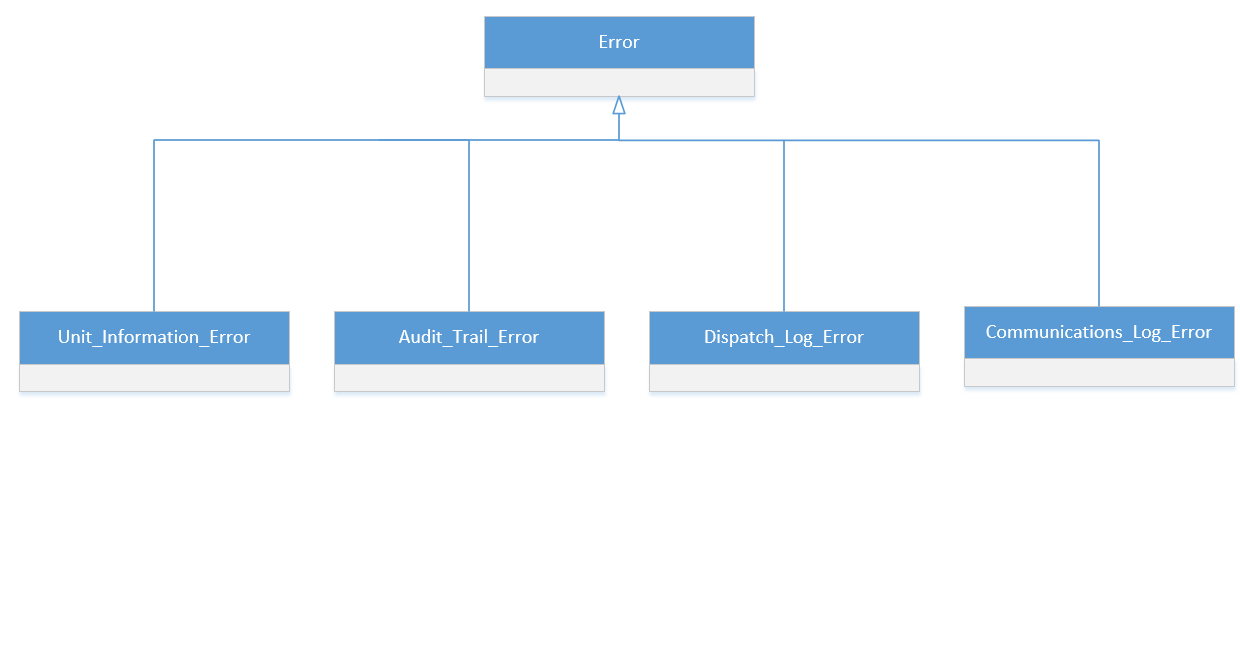 Error
Unit_Information_Error
Audit_Trail_Error
Dispatch_Log_Error
Communications_Log_Error